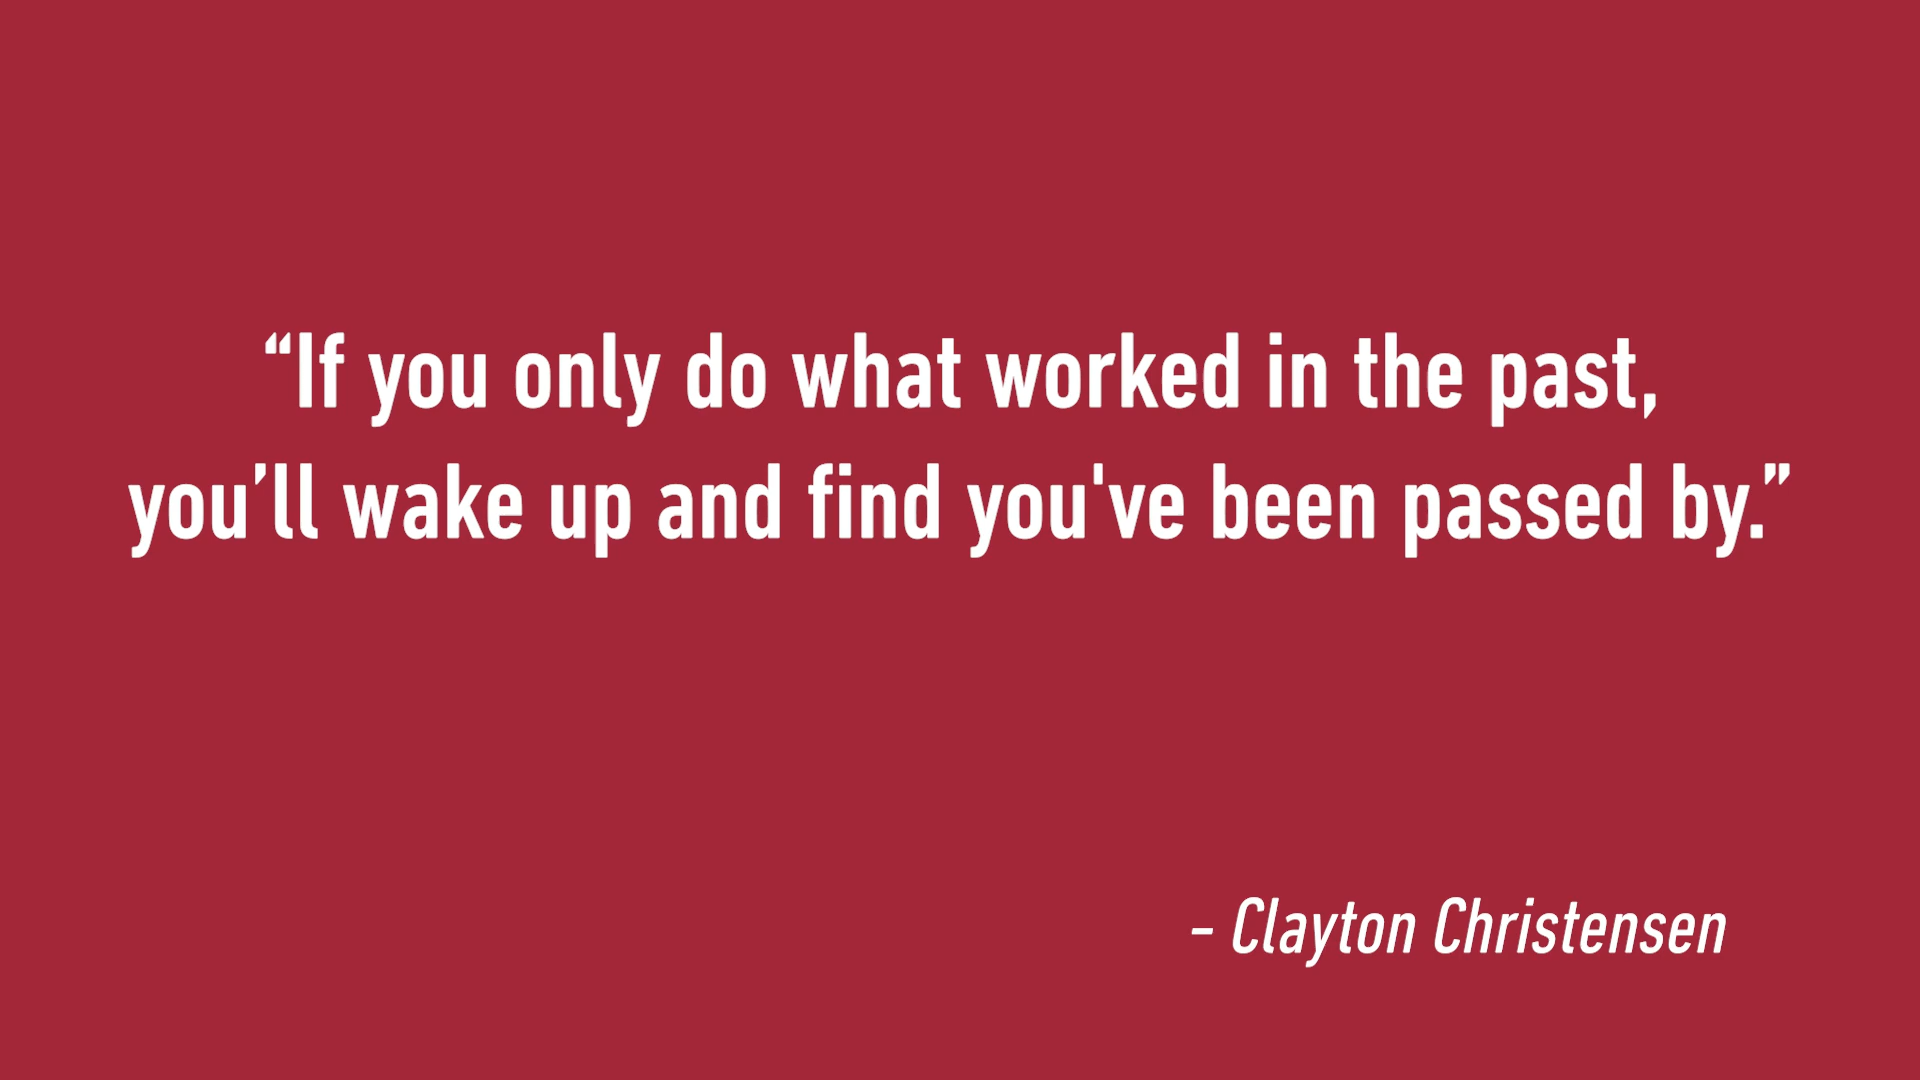 “If you only do what worked in the past,
you’ll wake up and find you've been passed by.”
- Clayton Christensen